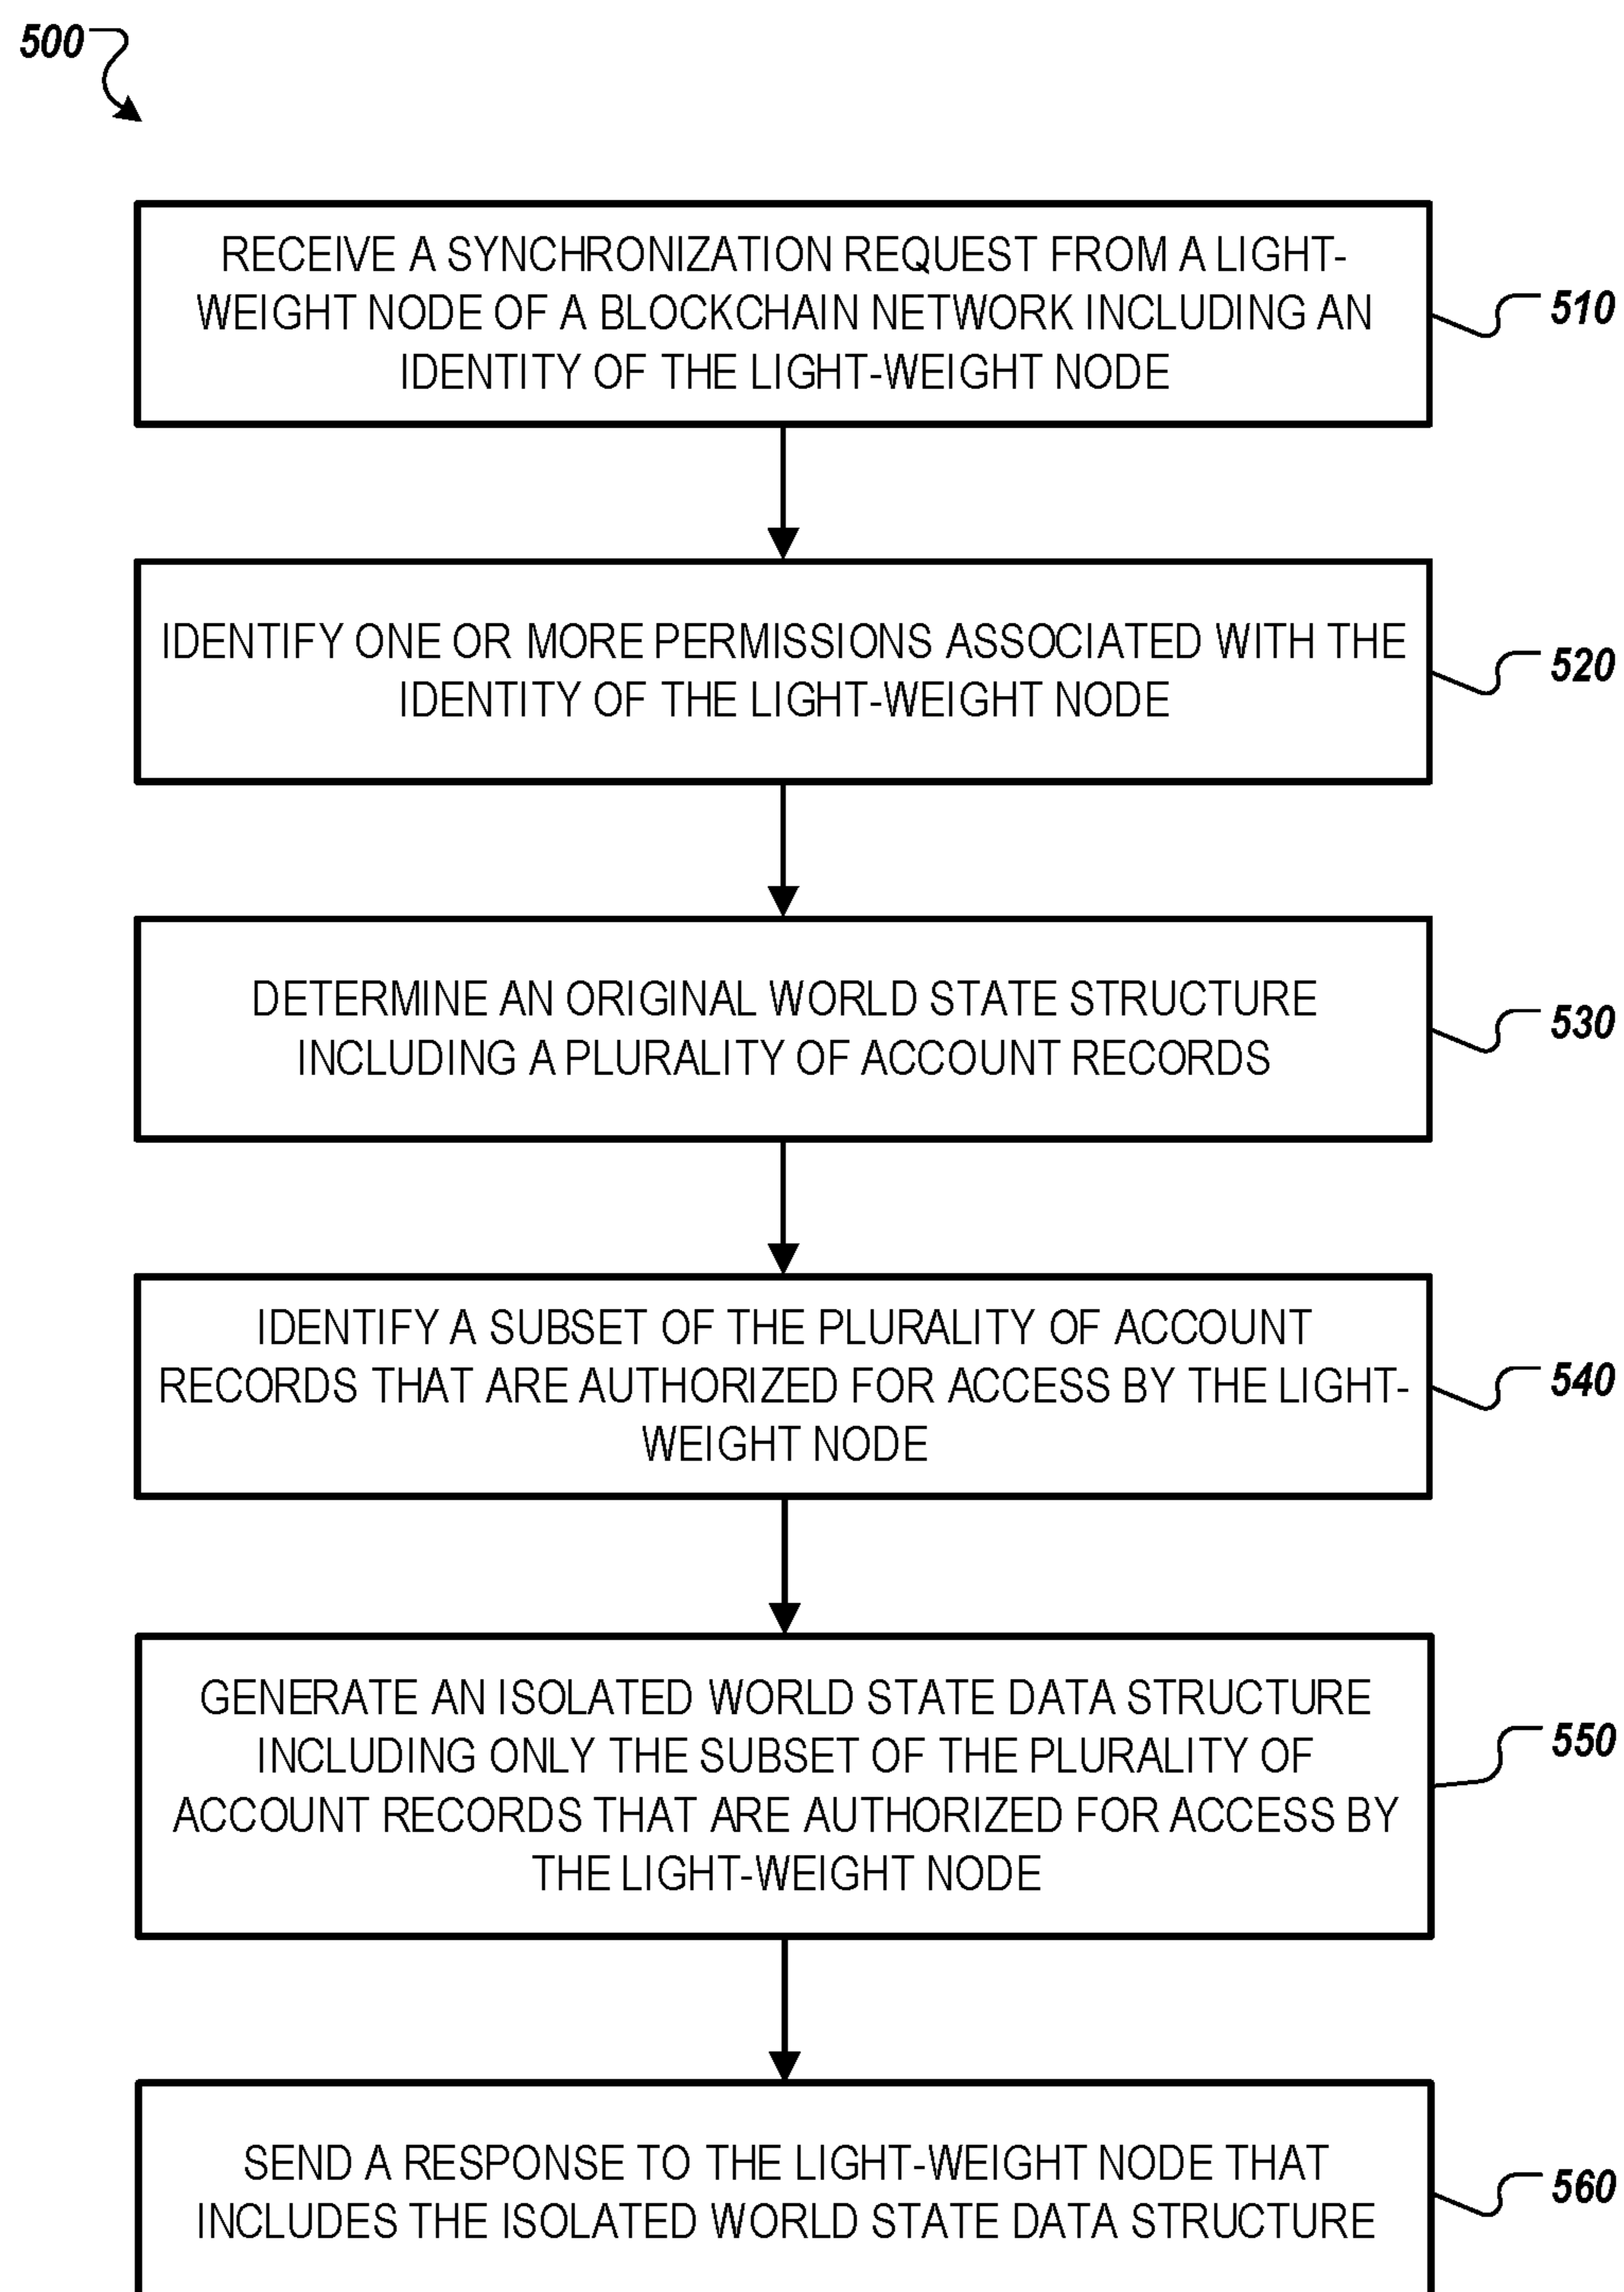 500
RECEIVE A SYNCHRONIZATION REQUEST FROM A LIGHT-
WEIGHT NODE OF A BLOCKCHAIN NETWORK INCLUDING AN
IDENTITY OF THE LIGHT-WEIGHT NODE
510
IDENTIFY ONE OR MORE PERMISSIONS ASSOCIATED WITH THE
IDENTITY OF THE LIGHT-WEIGHT NODE
520
DETERMINE AN ORIGINAL WORLD STATE STRUCTURE
INCLUDING A PLURALITY OF ACCOUNT RECORDS
530
IDENTIFY A SUBSET OF THE PLURALITY OF ACCOUNT
RECORDS THAT ARE AUTHORIZED FOR ACCESS BY THE LIGHT-
WEIGHT NODE
540
GENERATE AN ISOLATED WORLD STATE DATA STRUCTURE
INCLUDING ONLY THE SUBSET OF THE PLURALITY OF
ACCOUNT RECORDS THAT ARE AUTHORIZED FOR ACCESS BY
THE LIGHT-WEIGHT NODE
550
SEND A RESPONSE TO THE LIGHT-WEIGHT NODE THAT
INCLUDES THE ISOLATED WORLD STATE DATA STRUCTURE
560